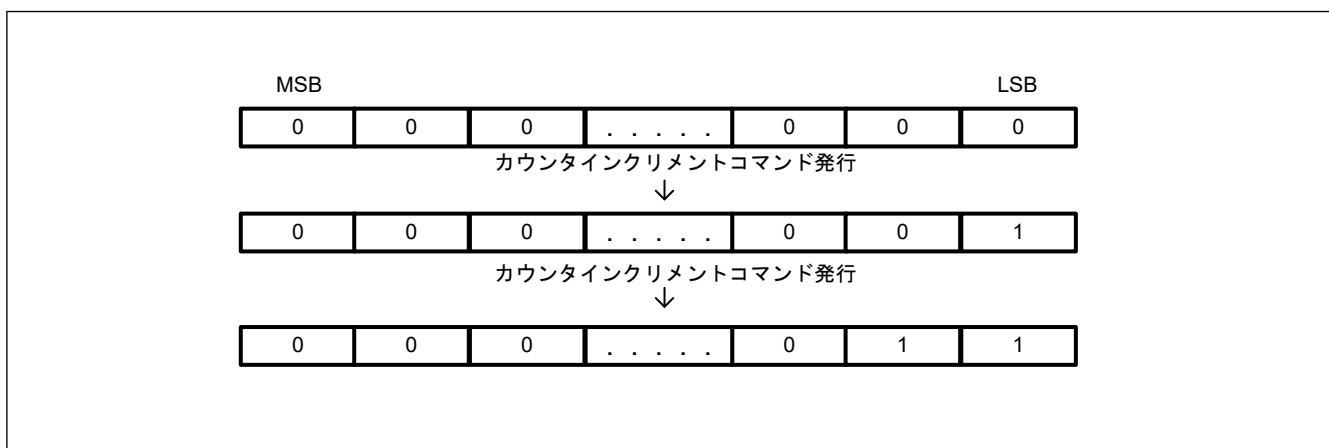 MSB LSB
0 0 0 . . . . . 0 0 0
カウンタインクリメントコマンド発行
↓
0 0 0 . . . . . 0 0 1
カウンタインクリメントコマンド発行
↓
0 0 0 . . . . . 0 1 1